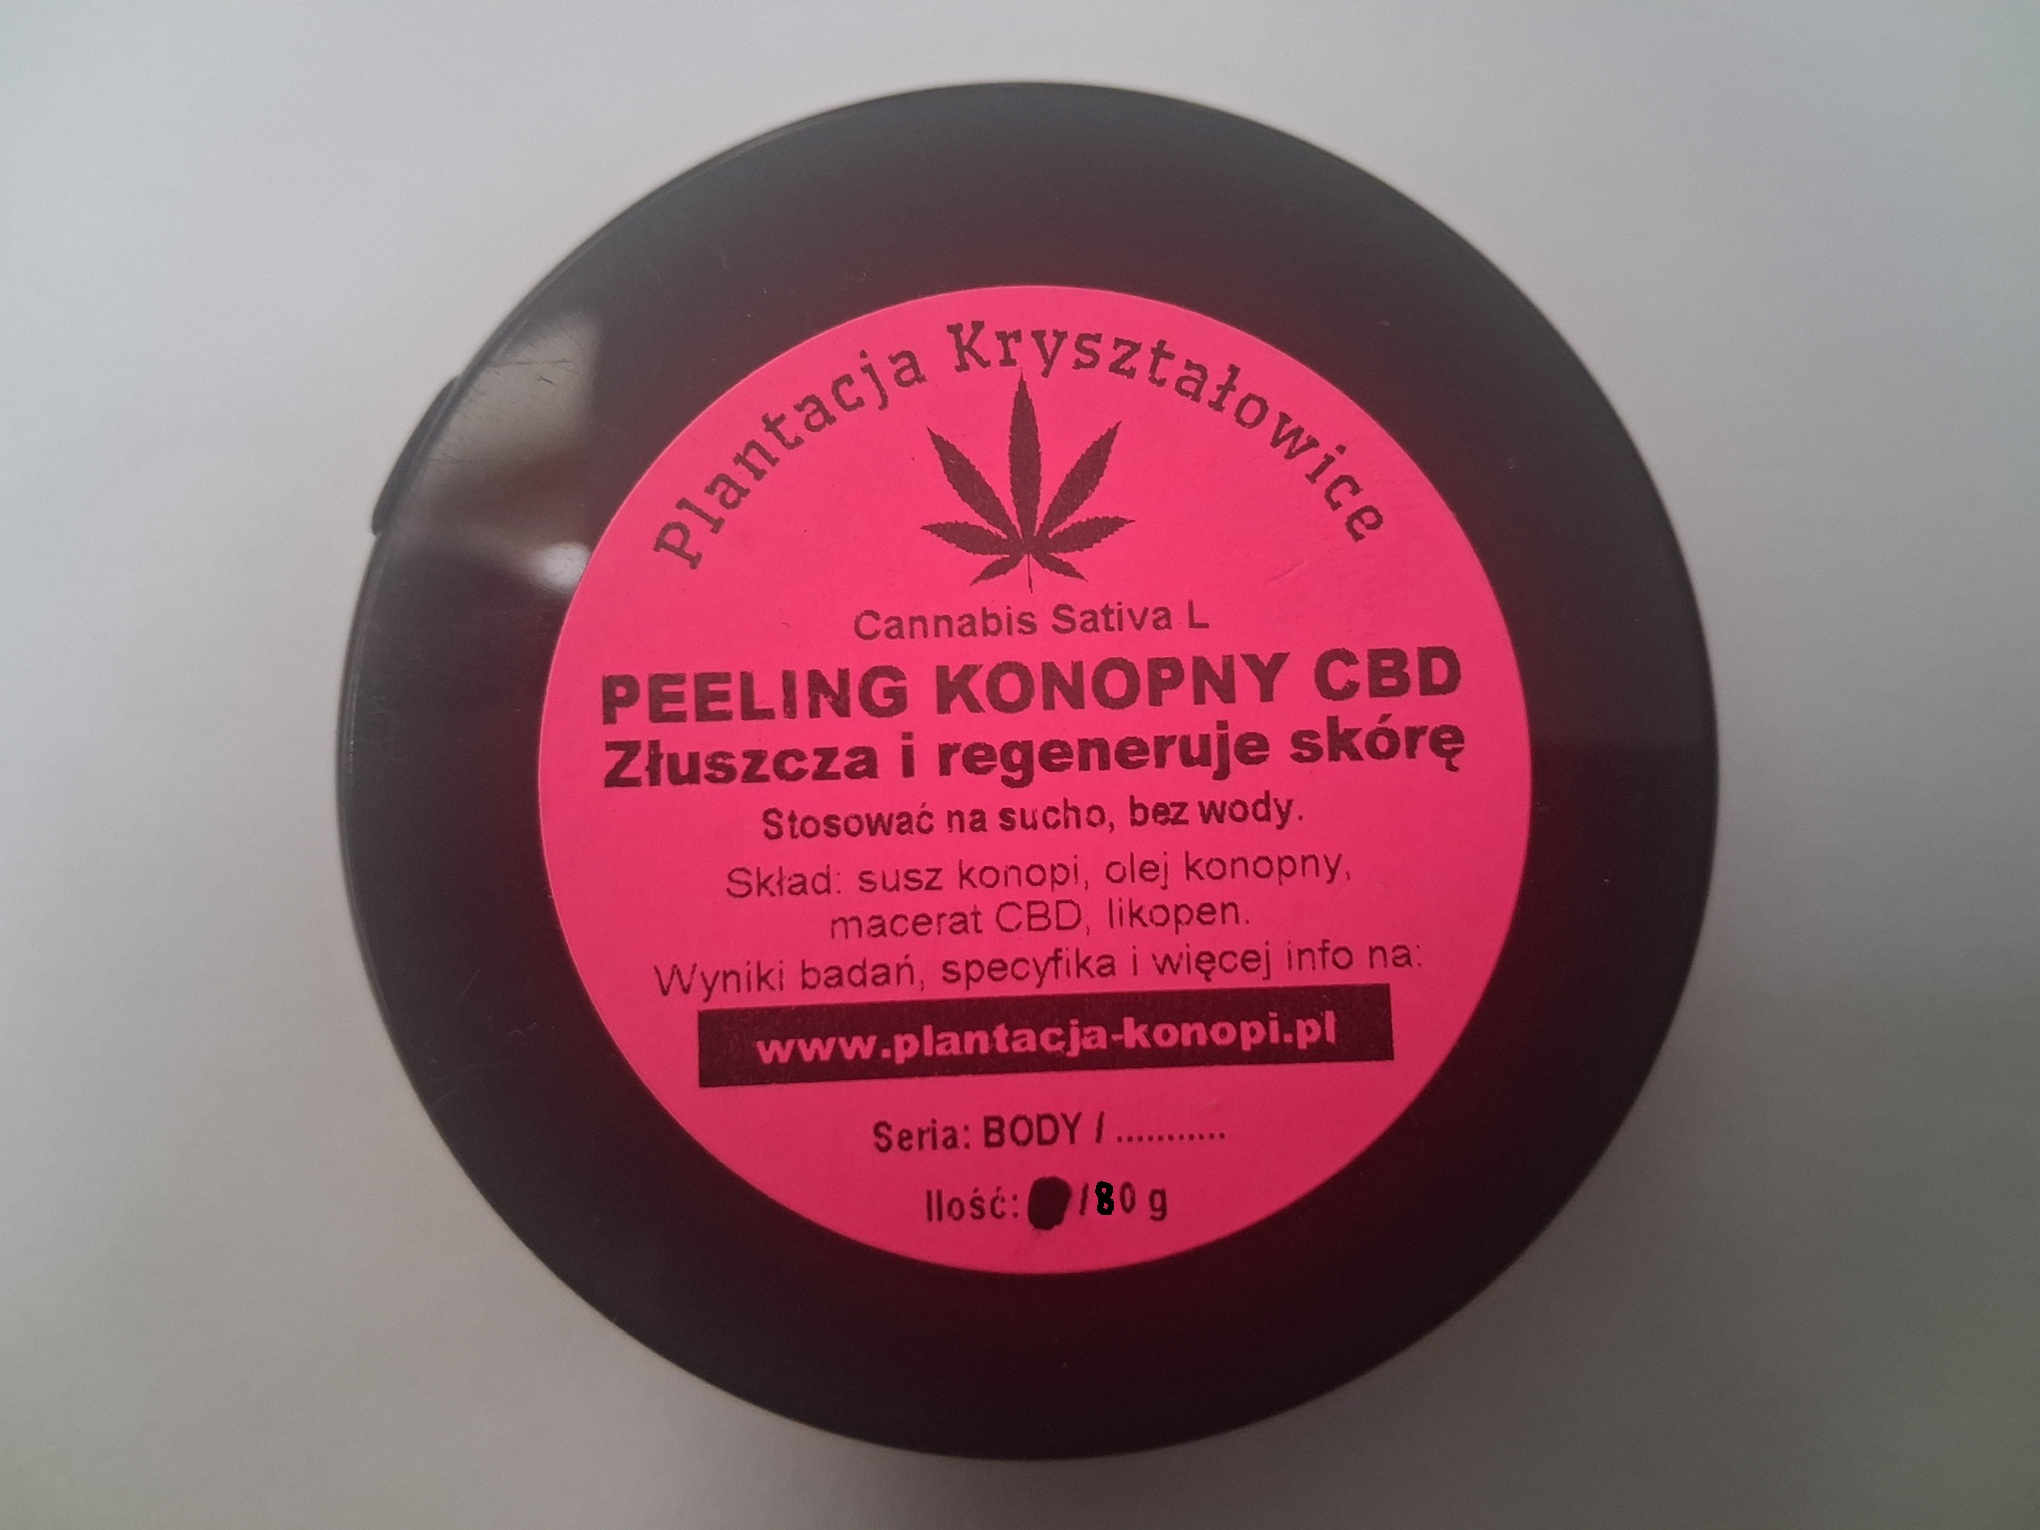 Plantacja Kryształowice
Cannabis Sativa L
PEELING KONOPNY CBD
Złuszcza i regeneruje skórę
Stosować na sucho, bez wody.
Skład: susz konopi, olej konopny,
macerat CBD, likopen.
Wyniki badań, specyfika i więcej info na:
www.plantacja-konopi.pl
Seria: BODY / ...........
Ilość: /80 g